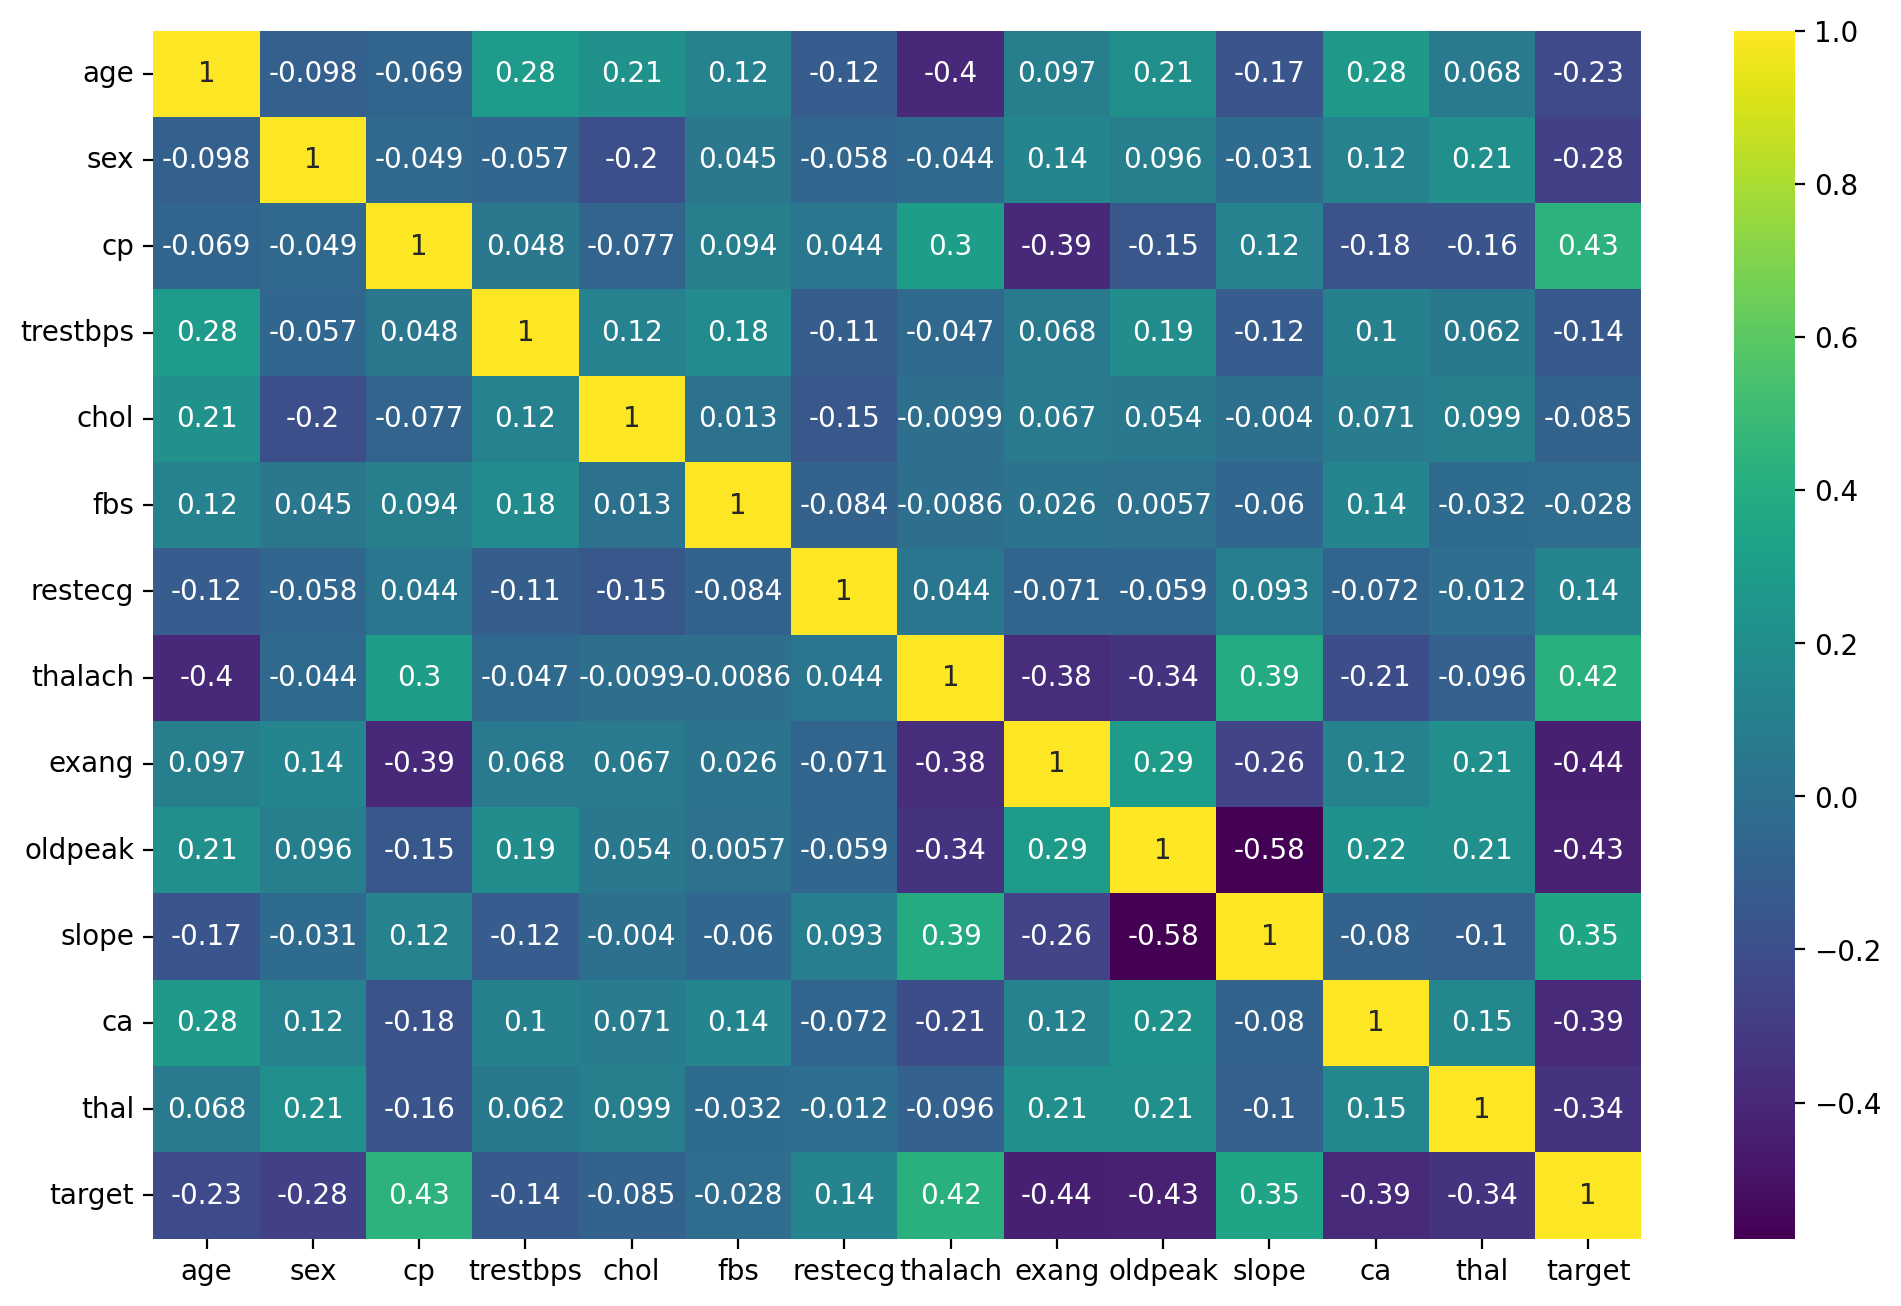 age 1 -0.098 -0.069 0.28 0.21 0.12 -0.12 -0.4 0.097 0.21 -0.17 0.28 0.068 -0.23
sex -0.098 1 -0.049 -0.057 -0.2 0.045 -0.058 -0.044 0.14 0.096 -0.031 0.12 0.21 -0.28
cp -0.069 -0.049 1 0.048 -0.077 0.094 0.044 0.3 -0.39 -0.15 0.12 -0.18 -0.16 0.43
trestbps 0.28 -0.057 0.048 1 0.12 0.18 -0.11 -0.047 0.068 0.19 -0.12 0.1 0.062 -0.14
chol 0.21 -0.2 -0.077 0.12 1 0.013 -0.15 -0.0099 0.067 0.054 -0.004 0.071 0.099 -0.085
fbs 0.12 0.045 0.094 0.18 0.013 1 -0.084 -0.0086 0.026 0.0057 -0.06 0.14 -0.032 -0.028
restecg -0.12 -0.058 0.044 -0.11 -0.15 -0.084 1 0.044 -0.071 -0.059 0.093 -0.072 -0.012 0.14
thalach -0.4 -0.044 0.3 -0.047 -0.0099 -0.0086 0.044 1 -0.38 -0.34 0.39 -0.21 -0.096 0.42
exang 0.097 0.14 -0.39 0.068 0.067 0.026 -0.071 -0.38 1 0.29 -0.26 0.12 0.21 -0.44
oldpeak 0.21 0.096 -0.15 0.19 0.054 0.0057 -0.059 -0.34 0.29 1 -0.58 0.22 0.21 -0.43
slope -0.17 -0.031 0.12 -0.12 -0.004 -0.06 0.093 0.39 -0.26 -0.58 1 -0.08 -0.1 0.35
ca 0.28 0.12 -0.18 0.1 0.071 0.14 -0.072 -0.21 0.12 0.22 -0.08 1 0.15 -0.39
thal 0.068 0.21 -0.16 0.062 0.099 -0.032 -0.012 -0.096 0.21 0.21 -0.1 0.15 1 -0.34
target -0.23 -0.28 0.43 -0.14 -0.085 -0.028 0.14 0.42 -0.44 -0.43 0.35 -0.39 -0.34 1
age sex cp trestbps chol fbs restecg thalach exang oldpeak slope ca thal target
1.0
0.8
0.6
0.4
0.2
0.0
−0.2
−0.4